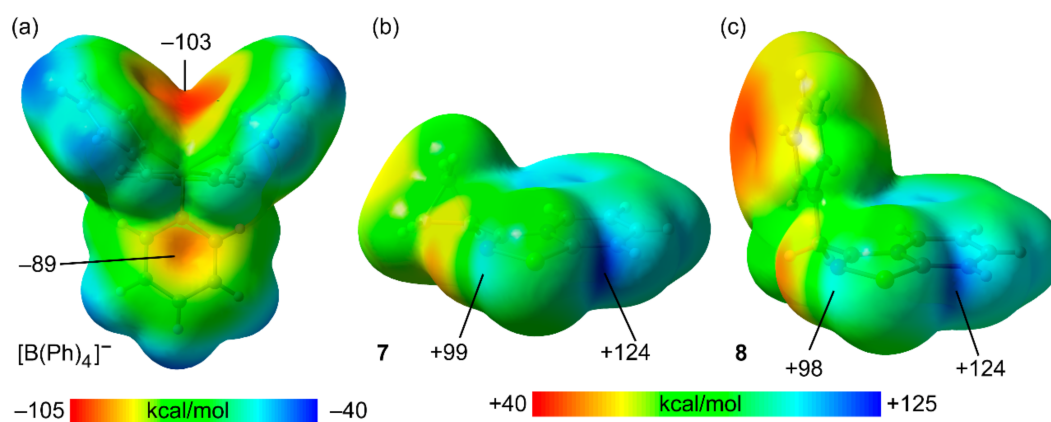 (a)
–103
–89
[B(Ph)₄]⁻
–105 kcal/mol –40
(b)
7
+99
+124
(c)
8
+98
+124
+40 kcal/mol +125